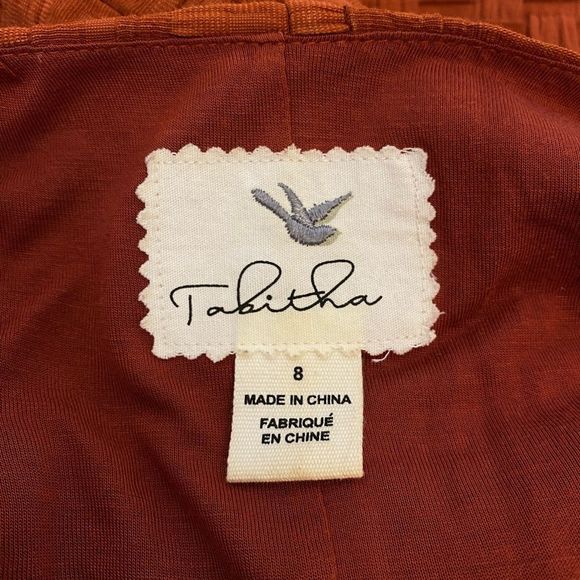 Tabitha
8
MADE IN CHINA
FABRIQUÉ
EN CHINE